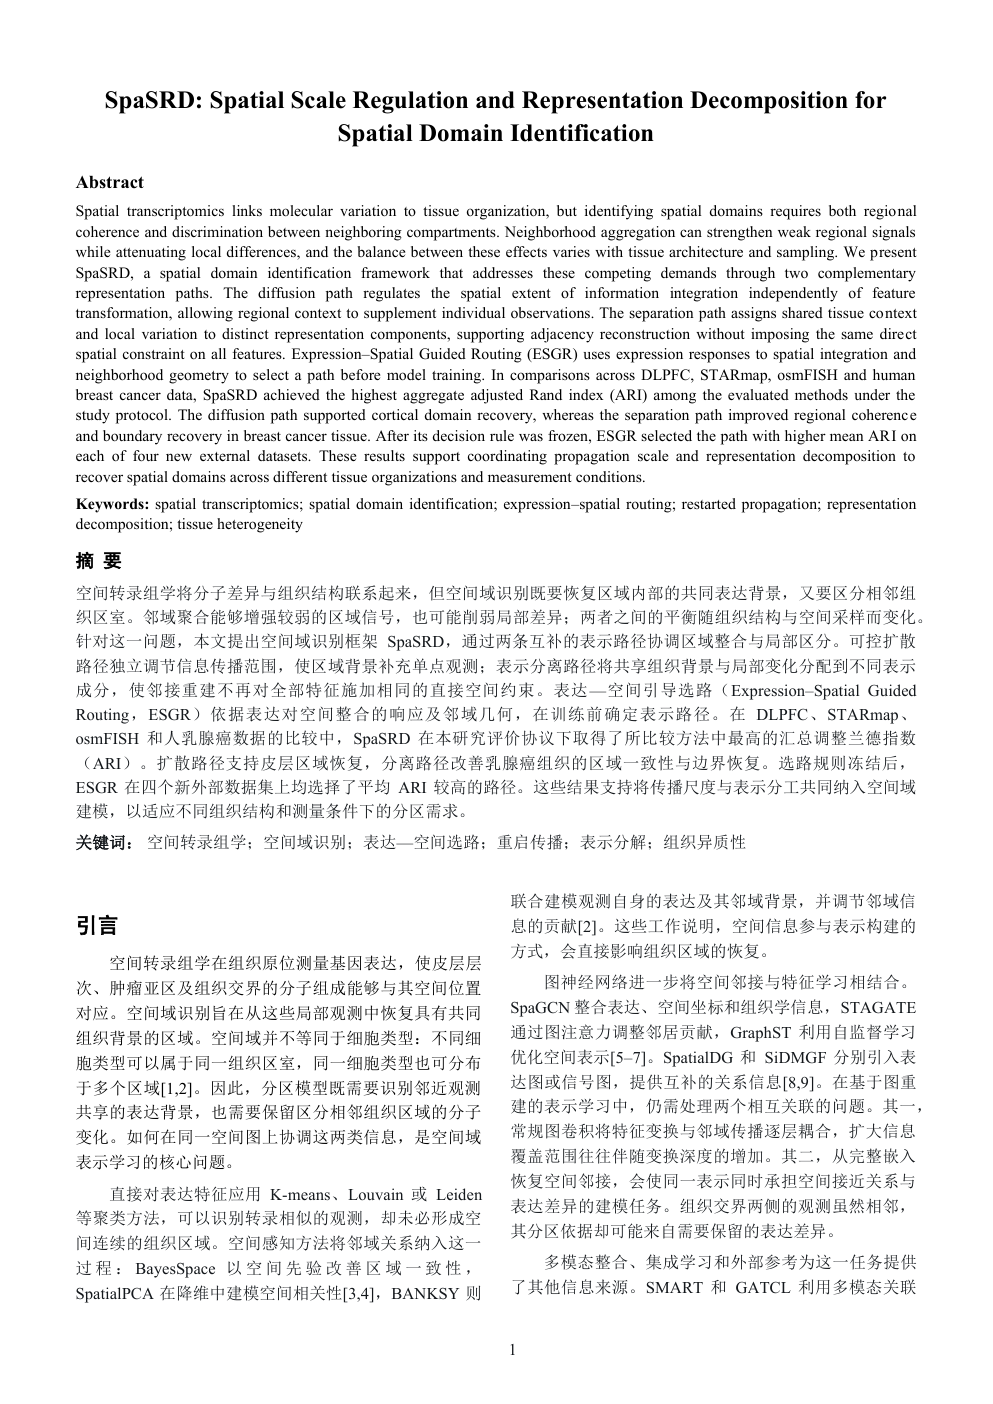 SpaSRD: Spatial Scale Regulation and Representation Decomposition for
Spatial Domain Identification
Abstract
Spatial transcriptomics links molecular variation to tissue organization, but identifying spatial domains requires both regional
coherence and discrimination between neighboring compartments. Neighborhood aggregation can strengthen weak regional signals
while attenuating local differences, and the balance between these effects varies with tissue architecture and sampling. We present
SpaSRD, a spatial domain identification framework that addresses these competing demands through two complementary
representation paths. The diffusion path regulates the spatial extent of information integration independently of feature
transformation, allowing regional context to supplement individual observations. The separation path assigns shared tissue context
and local variation to distinct representation components, supporting adjacency reconstruction without imposing the same direct
spatial constraint on all features. Expression–Spatial Guided Routing (ESGR) uses expression responses to spatial integration and
neighborhood geometry to select a path before model training. In comparisons across DLPFC, STARmap, osmFISH and human
breast cancer data, SpaSRD achieved the highest aggregate adjusted Rand index (ARI) among the evaluated methods under the
study protocol. The diffusion path supported cortical domain recovery, whereas the separation path improved regional coherence
and boundary recovery in breast cancer tissue. After its decision rule was frozen, ESGR selected the path with higher mean ARI on
each of four new external datasets. These results support coordinating propagation scale and representation decomposition to
recover spatial domains across different tissue organizations and measurement conditions.
Keywords: spatial transcriptomics; spatial domain identification; expression–spatial routing; restarted propagation; representation
decomposition; tissue heterogeneity
摘 要
空间转录组学将分子差异与组织结构联系起来，但空间域识别既要恢复区域内部的共同表达背景，又要区分相邻组
织区室。邻域聚合能够增强较弱的区域信号，也可能削弱局部差异；两者之间的平衡随组织结构与空间采样而变化。
针对这一问题，本文提出空间域识别框架 SpaSRD，通过两条互补的表示路径协调区域整合与局部区分。可控扩散
路径独立调节信息传播范围，使区域背景补充单点观测；表示分离路径将共享组织背景与局部变化分配到不同表示
成分，使邻接重建不再对全部特征施加相同的直接空间约束。表达—空间引导选路（Expression–Spatial Guided
Routing，ESGR）依据表达对空间整合的响应及邻域几何，在训练前确定表示路径。在 DLPFC、STARmap、
osmFISH 和人乳腺癌数据的比较中，SpaSRD 在本研究评价协议下取得了所比较方法中最高的汇总调整兰德指数
（ARI）。扩散路径支持皮层区域恢复，分离路径改善乳腺癌组织的区域一致性与边界恢复。选路规则冻结后，
ESGR 在四个新外部数据集上均选择了平均 ARI 较高的路径。这些结果支持将传播尺度与表示分工共同纳入空间域
建模，以适应不同组织结构和测量条件下的分区需求。
关键词： 空间转录组学；空间域识别；表达—空间选路；重启传播；表示分解；组织异质性
引言
空间转录组学在组织原位测量基因表达，使皮层层
次、肿瘤亚区及组织交界的分子组成能够与其空间位置
对应。空间域识别旨在从这些局部观测中恢复具有共同
组织背景的区域。空间域并不等同于细胞类型：不同细
胞类型可以属于同一组织区室，同一细胞类型也可分布
于多个区域[1,2]。因此，分区模型既需要识别邻近观测
共享的表达背景，也需要保留区分相邻组织区域的分子
变化。如何在同一空间图上协调这两类信息，是空间域
表示学习的核心问题。
直接对表达特征应用 K-means、Louvain 或 Leiden
等聚类方法，可以识别转录相似的观测，却未必形成空
间连续的组织区域。空间感知方法将邻域关系纳入这一
过程：BayesSpace 以空间先验改善区域一致性，
SpatialPCA 在降维中建模空间相关性[3,4]，BANKSY 则
联合建模观测自身的表达及其邻域背景，并调节邻域信
息的贡献[2]。这些工作说明，空间信息参与表示构建的
方式，会直接影响组织区域的恢复。
图神经网络进一步将空间邻接与特征学习相结合。
SpaGCN 整合表达、空间坐标和组织学信息，STAGATE
通过图注意力调整邻居贡献，GraphST 利用自监督学习
优化空间表示[5–7]。SpatialDG 和 SiDMGF 分别引入表
达图或信号图，提供互补的关系信息[8,9]。在基于图重
建的表示学习中，仍需处理两个相互关联的问题。其一，
常规图卷积将特征变换与邻域传播逐层耦合，扩大信息
覆盖范围往往伴随变换深度的增加。其二，从完整嵌入
恢复空间邻接，会使同一表示同时承担空间接近关系与
表达差异的建模任务。组织交界两侧的观测虽然相邻，
其分区依据却可能来自需要保留的表达差异。
多模态整合、集成学习和外部参考为这一任务提供
了其他信息来源。SMART 和 GATCL 利用多模态关联
1